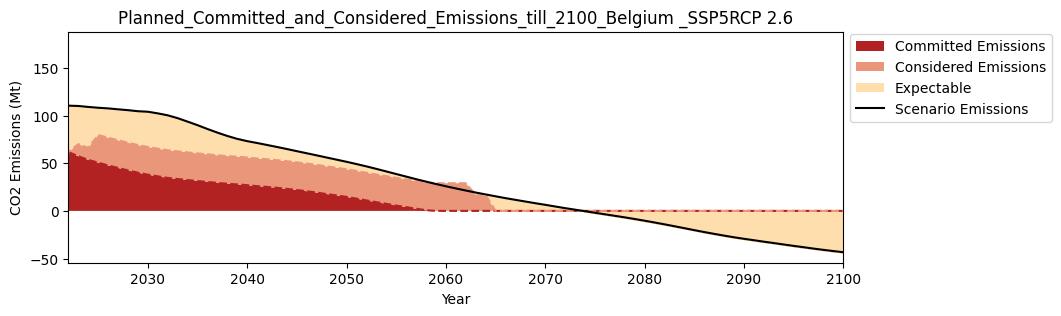 Planned_Committed_and_Considered_Emissions_till_2100_Belgium _SSP5RCP 2.6
CO2 Emissions (Mt)
150
100
50
0
−50
2030
2040
2050
2060
2070
2080
2090
2100
Year
Committed Emissions
Considered Emissions
Expectable
Scenario Emissions